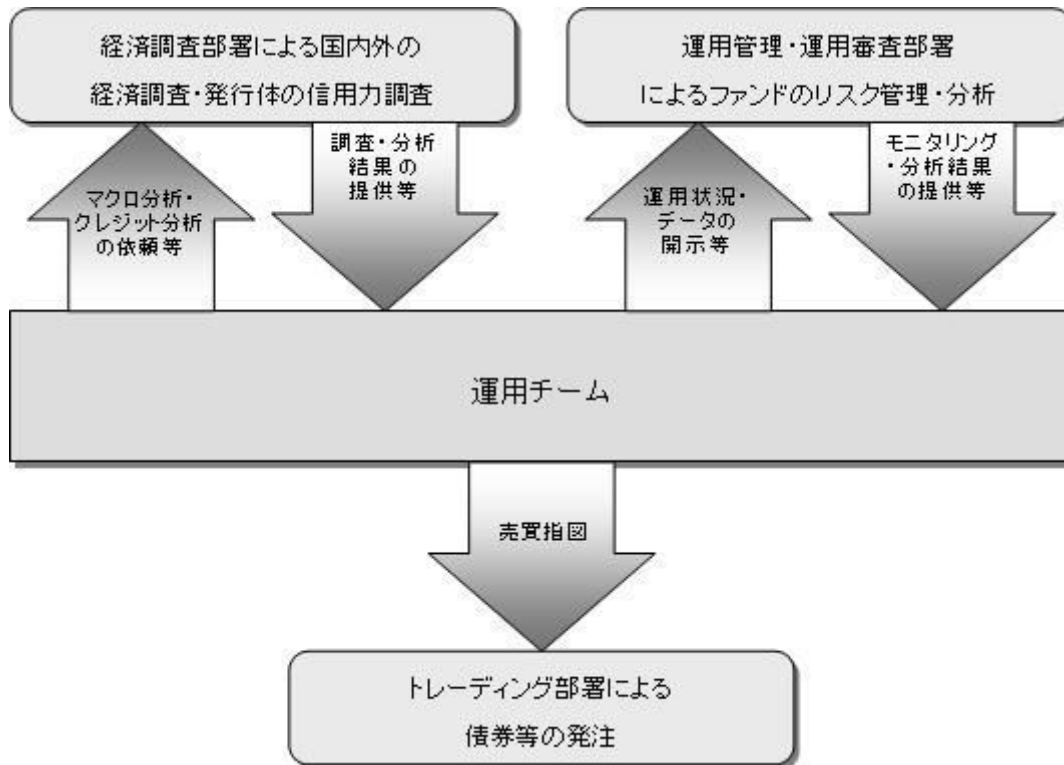 経済調査部署による国内外の
経済調査・発行体の信用力調査
運用管理・運用審査部署
によるファンドのリスク管理・分析
マクロ分析・
クレジット分析
の依頼等
調査・分析
結果の
提供等
運用状況・
データの
開示等
モニタリング
・分析結果
の提供等
運用チーム
売買指図
トレーディング部署による
債券等の発注